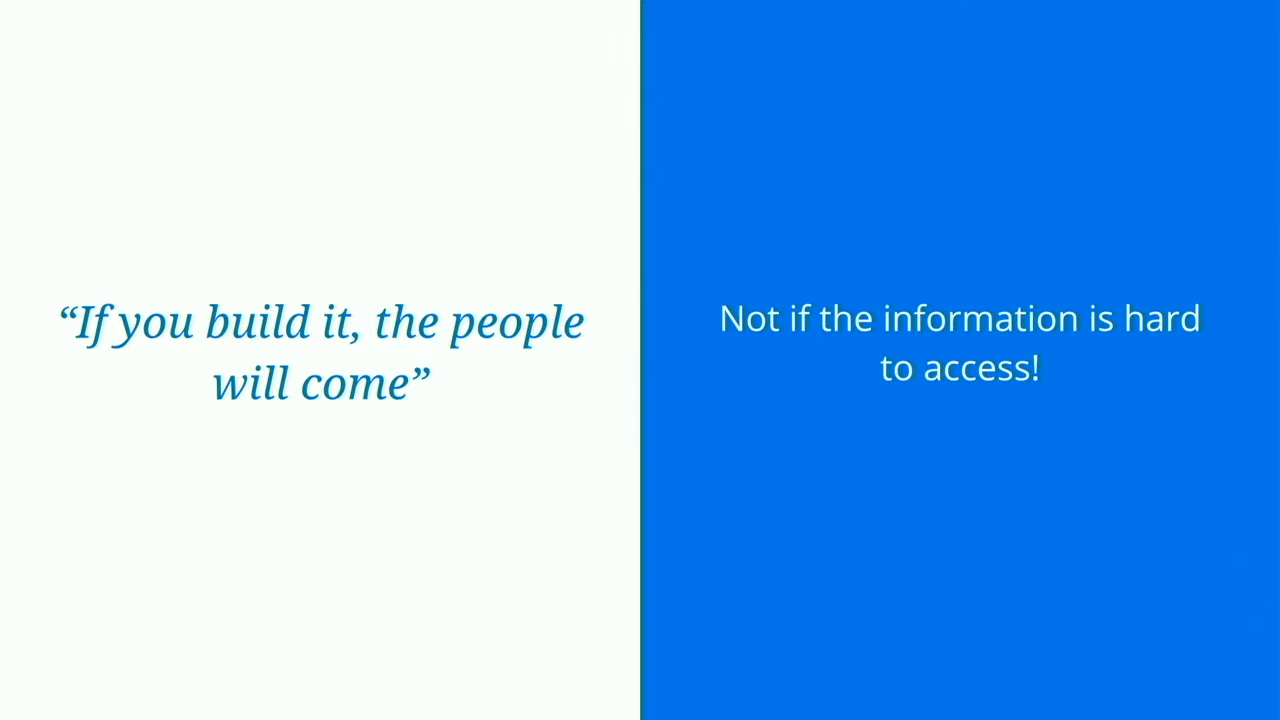 “If you build it, the people
will come”
Not if the information is hard
to access!